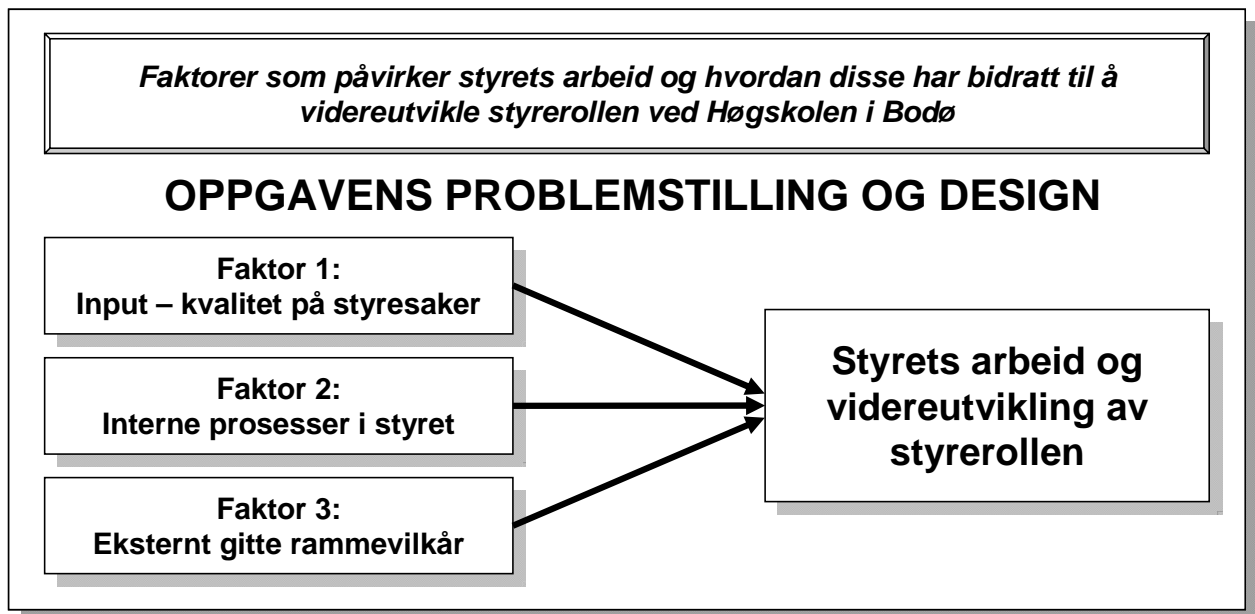 Faktorer som påvirker styrets arbeid og hvordan disse har bidratt til å
videreutvikle styrerollen ved Høgskolen i Bodø
OPPGAVENS PROBLEMSTILLING OG DESIGN
Faktor 1:
Input – kvalitet på styresaker
Faktor 2:
Interne prosesser i styret
Faktor 3:
Eksternt gitte rammevilkår
Styrets arbeid og
videreutvikling av
styrerollen